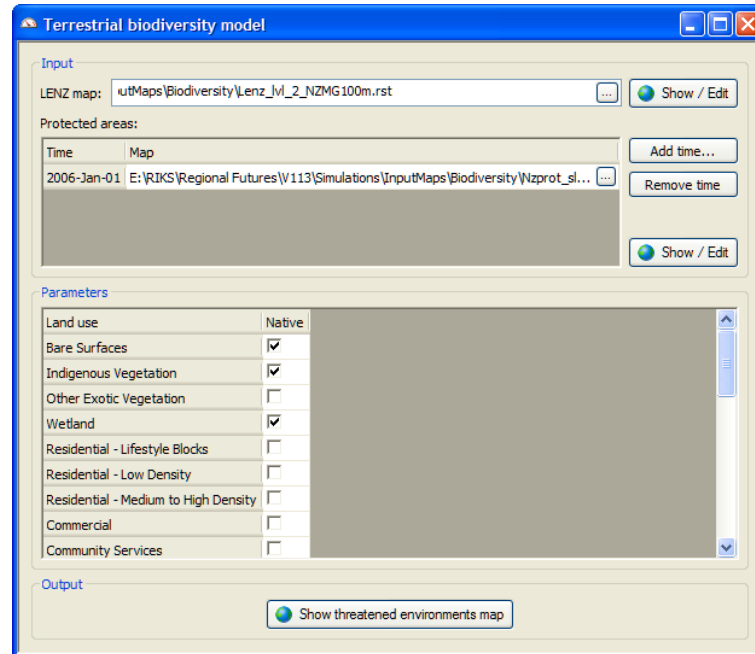 Terrestrial biodiversity model
Input
LENZ map: utMaps\Biodiversity\Lenz_lvl_2_NZMG100m.rst ... Show / Edit
Protected areas:
Time Map Add time...
2006-Jan-01 E:\RIKS\Regional Futures\V113\Simulations\InputMaps\Biodiversity\Nzprot_sl... ... Remove time
Show / Edit
Parameters
Land use Native
Bare Surfaces
Indigenous Vegetation
Other Exotic Vegetation
Wetland
Residential - Lifestyle Blocks
Residential - Low Density
Residential - Medium to High Density
Commercial
Community Services
Output
Show threatened environments map